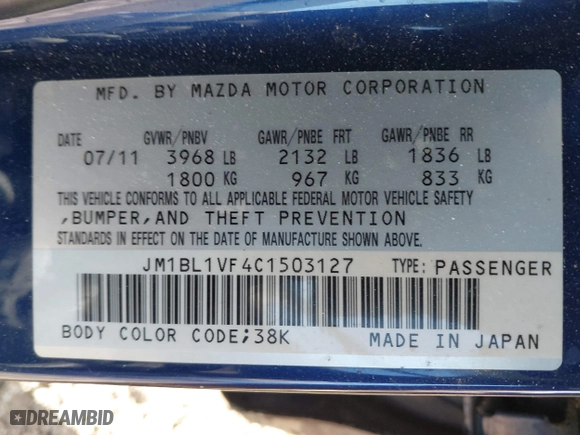 MFD. BY MAZDA MOTOR CORPORATION
DATE GVWR/PNBV GAWR/PNBE FRT GAWR/PNBE RR
07/11 3968 LB 2132 LB 1836 LB
1800 KG 967 KG 833 KG
THIS VEHICLE CONFORMS TO ALL APPLICABLE FEDERAL MOTOR VEHICLE SAFETY
,BUMPER,AND THEFT PREVENTION
STANDARDS IN EFFECT ON THE DATE OF MANUFACTURE SHOWN ABOVE.
JM1BL1VF4C1503127 TYPE: PASSENGER
BODY COLOR CODE;38K MADE IN JAPAN
DREAMBID